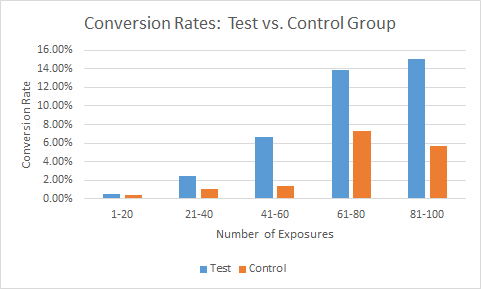 Conversion Rates:  Test vs. Control Group
16.00%
14.00%
12.00%
10.00%
8.00%
6.00%
4.00%
2.00%
0.00%
Conversion Rate
1-20 21-40 41-60 61-80 81-100
Number of Exposures
Test Control